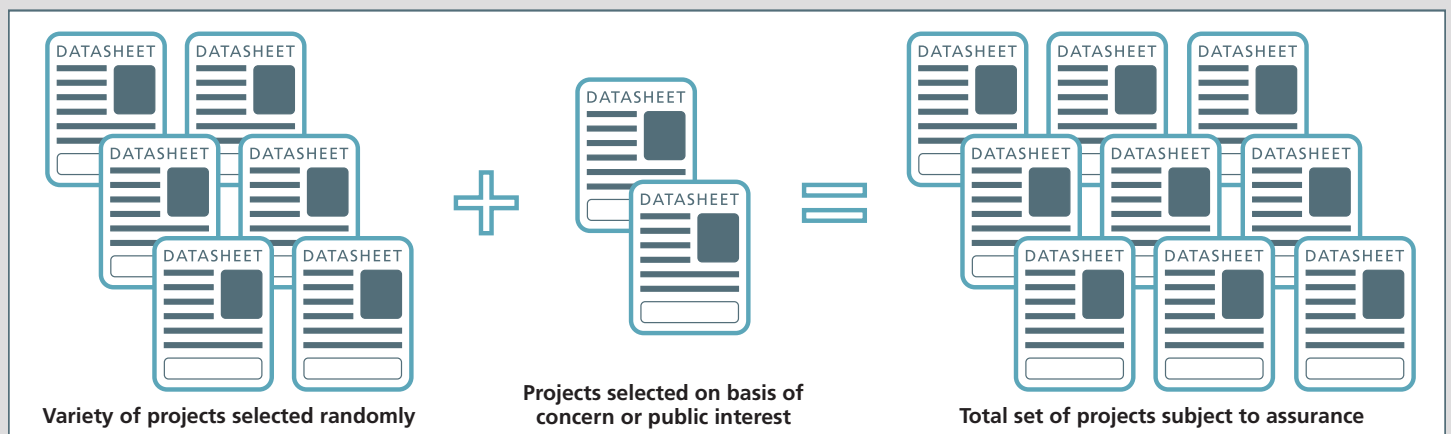 DATASHEET DATASHEET
DATASHEET DATASHEET
DATASHEET DATASHEET
Variety of projects selected randomly
DATASHEET
DATASHEET
Projects selected on basis of
concern or public interest
DATASHEET DATASHEET DATASHEET
DATASHEET DATASHEET DATASHEET
DATASHEET DATASHEET DATASHEET
Total set of projects subject to assurance